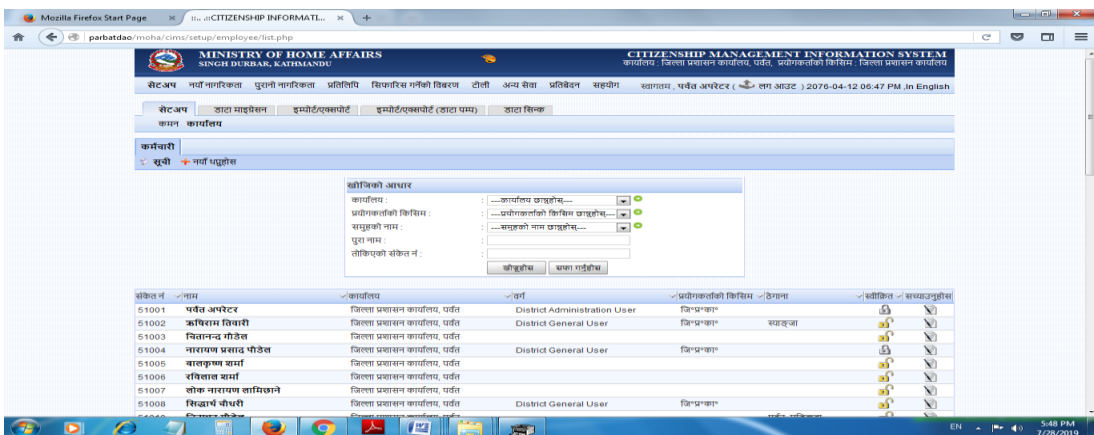 Mozilla Firefox Start Page × ::.. .::CITIZENSHIP INFORMATI... × +
parbatdao/moha/cims/setup/employee/list.php
MINISTRY OF HOME AFFAIRS
SINGH DURBAR, KATHMANDU
CITIZENSHIP MANAGEMENT INFORMATION SYSTEM
कार्यालय : जिल्ला प्रशासन कार्यालय, पर्वत, प्रयोगकर्ताको किसिम : जिल्ला प्रशासन कार्यालय
सेटअप नयाँ नागरिकता पुरानो नागरिकता प्रतिलिपि सिफारिस गर्नेको विवरण टोली अन्य सेवा प्रतिवेदन सहयोग स्वागतम , पर्वत अपरेटर ( लग आउट ) 2076-04-12 06:47 PM ,In English
सेटअप डाटा माइग्रेसन इम्पोर्ट/एक्सपोर्ट इम्पोर्ट/एक्सपोर्ट (डाटा पम्प) डाटा सिन्क
कमन कार्यालय
कर्मचारी
सूची नयाँ थप्नुहोस
खोजिको आधार
कार्यालय : : ---कार्यालय छान्नुहोस्---
प्रयोगकर्ताको किसिम : : ---प्रयोगकर्ताको किसिम छान्नुहोस्---
समुहको नाम : : ---समुहको नाम छान्नुहोस्---
पुरा नाम : :
तोकिएको संकेत नं : :
खोज्नुहोस सफा गर्नुहोस
संकेत नं नाम कार्यालय वर्ग प्रयोगकर्ताको किसिम ठेगाना स्वीक्रित सच्याउनुहोस
51001 पर्वत अपरेटर जिल्ला प्रशासन कार्यालय, पर्वत District Administration User जि॰प्र॰का॰
51002 ऋषिराम तिवारी जिल्ला प्रशासन कार्यालय, पर्वत District General User जि॰प्र॰का॰ स्याङ्जा
51003 चितानन्द गौडेल जिल्ला प्रशासन कार्यालय, पर्वत
51004 नारायण प्रसाद पौडेल जिल्ला प्रशासन कार्यालय, पर्वत District General User जि॰प्र॰का॰
51005 बालकृष्ण शर्मा जिल्ला प्रशासन कार्यालय, पर्वत
51006 रविलाल शर्मा जिल्ला प्रशासन कार्यालय, पर्वत
51007 लोक नारायण लामिछाने जिल्ला प्रशासन कार्यालय, पर्वत
51008 सिद्धार्थ चौधरी जिल्ला प्रशासन कार्यालय, पर्वत District General User जि॰प्र॰का॰
EN 5:48 PM
7/28/2019